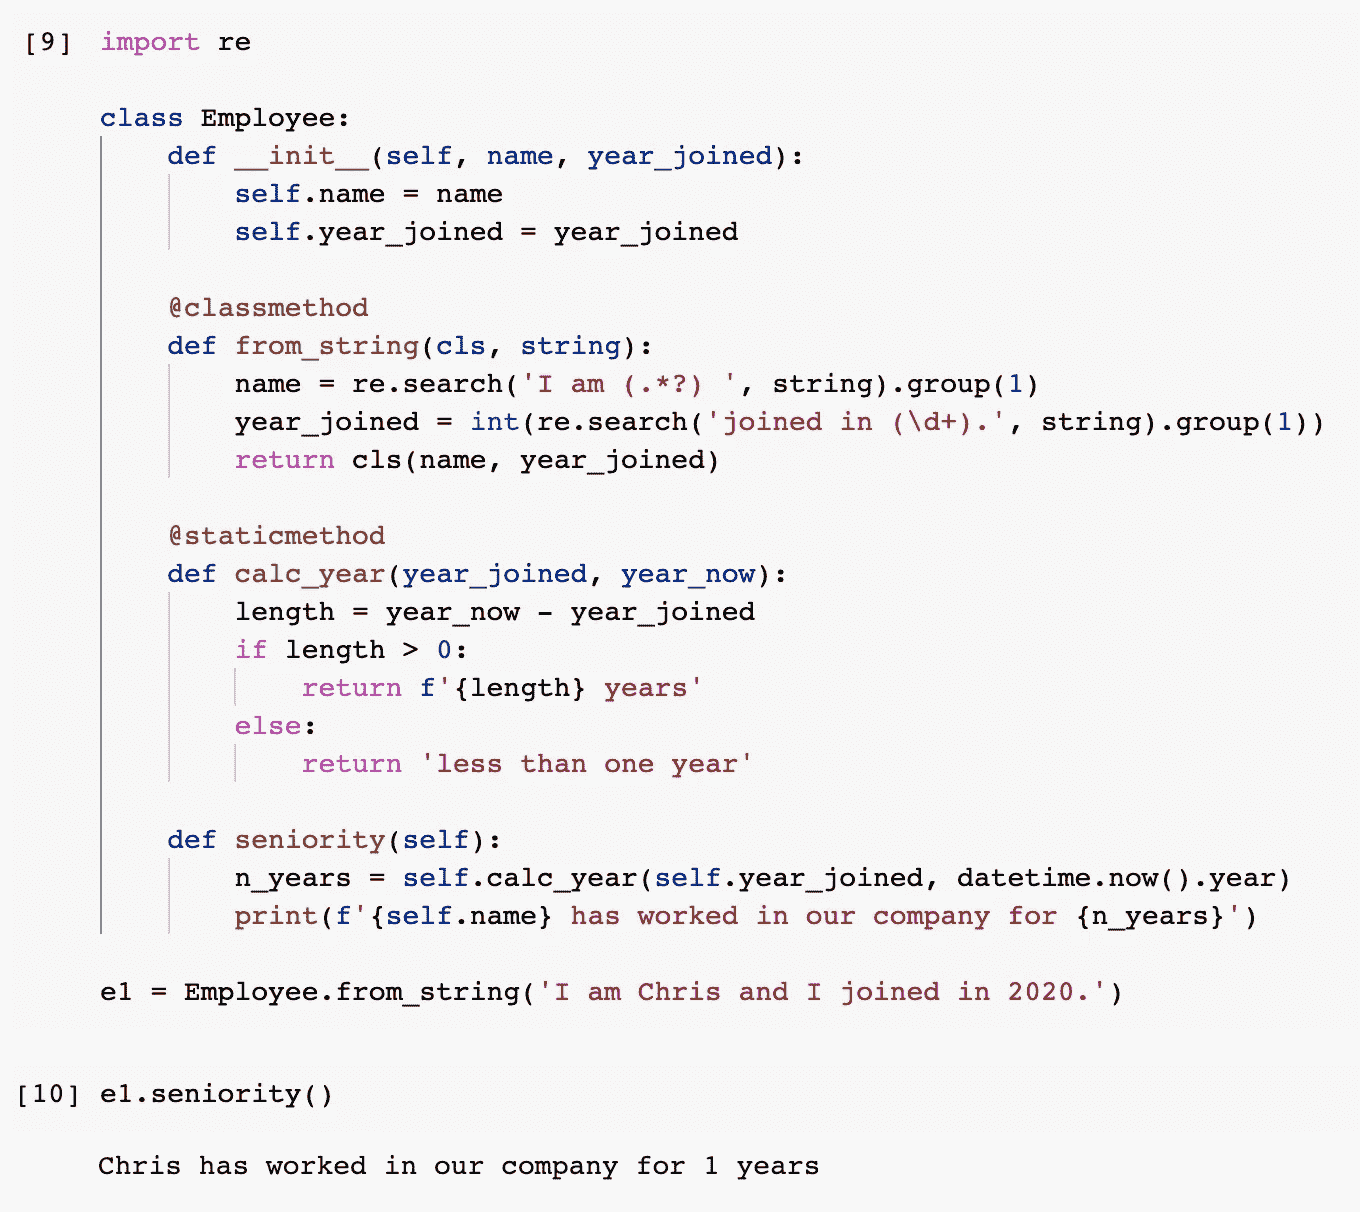 [9] import re
class Employee:
    def __init__(self, name, year_joined):
        self.name = name
        self.year_joined = year_joined
    @classmethod
    def from_string(cls, string):
        name = re.search('I am (.*?) ', string).group(1)
        year_joined = int(re.search('joined in (\d+).', string).group(1))
        return cls(name, year_joined)
    @staticmethod
    def calc_year(year_joined, year_now):
        length = year_now - year_joined
        if length > 0:
            return f'{length} years'
        else:
            return 'less than one year'
    def seniority(self):
        n_years = self.calc_year(self.year_joined, datetime.now().year)
        print(f'{self.name} has worked in our company for {n_years}')
e1 = Employee.from_string('I am Chris and I joined in 2020.')
[10] e1.seniority()
Chris has worked in our company for 1 years